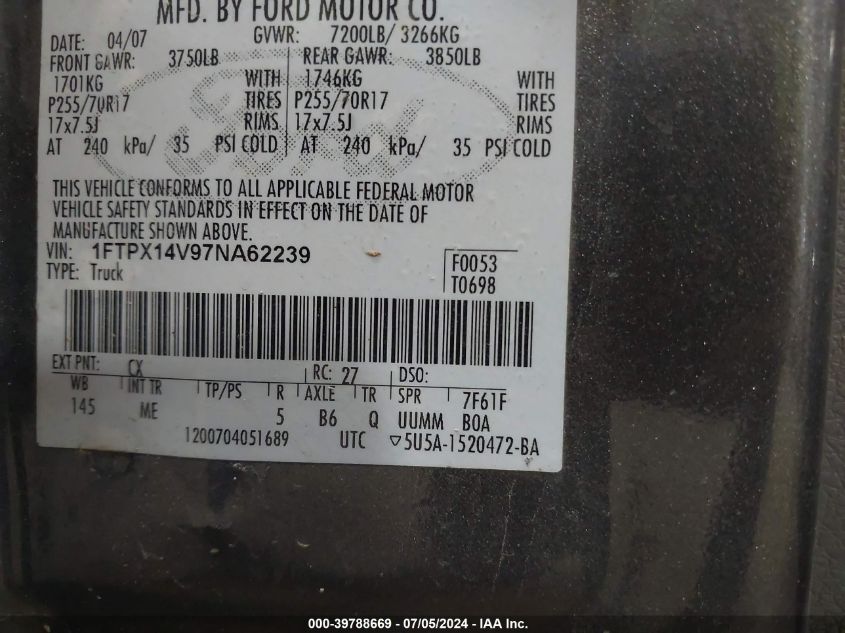 MFD. BY FORD MOTOR CO.
DATE: 04/07 GVWR: 7200LB/ 3266KG
FRONT GAWR: 3750LB REAR GAWR: 3850LB
1701KG WITH 1746KG WITH
P255/70R17 TIRES P255/70R17 TIRES
17x7.5J RIMS 17x7.5J RIMS
AT 240 kPa/ 35 PSI COLD AT 240 kPa/ 35 PSI COLD
Ford
THIS VEHICLE CONFORMS TO ALL APPLICABLE FEDERAL MOTOR
VEHICLE SAFETY STANDARDS IN EFFECT ON THE DATE OF
MANUFACTURE SHOWN ABOVE.
VIN: 1FTPX14V97NA62239
TYPE: Truck
F0053
T0698
EXT PNT: CX RC: 27 DSO:
WB INT TR TP/PS R AXLE TR SPR 7F61F
145 ME 5 B6 Q UUMM BOA
1200704051689 UTC ▽5U5A-1520472-BA
000-39788669 - 07/05/2024 - IAA Inc.